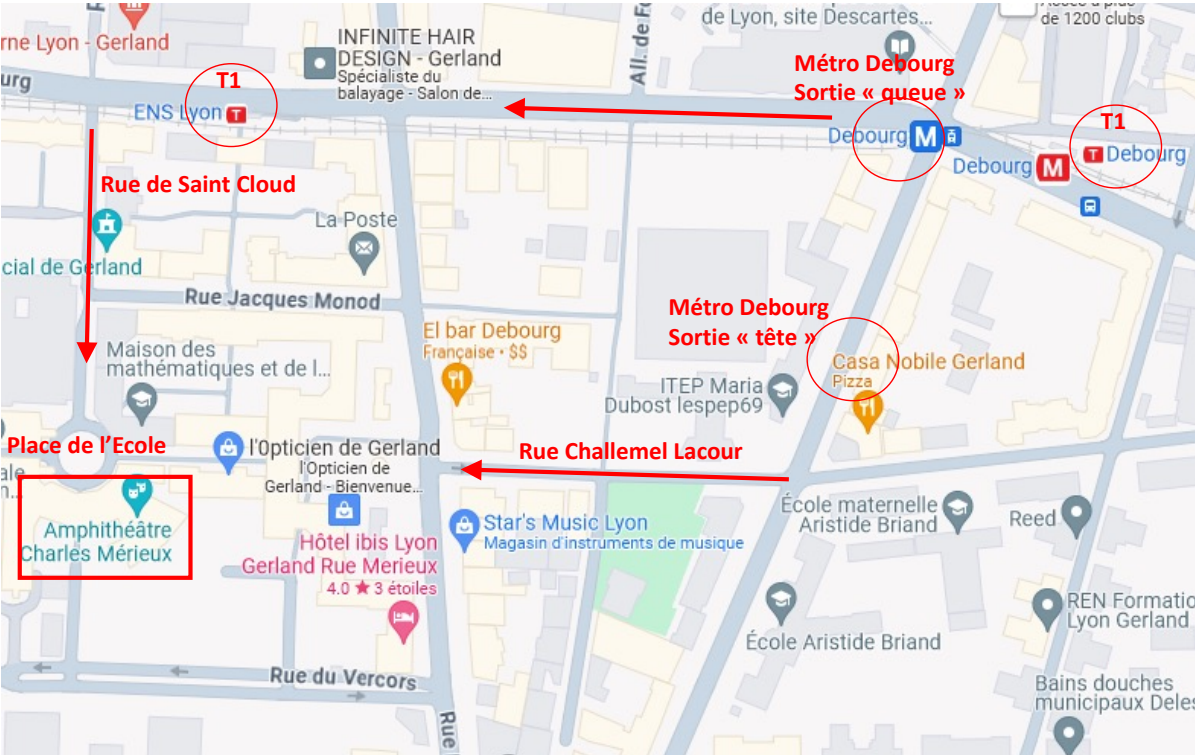 de Lyon, site Descartes...
de 1200 clubs
rne Lyon - Gerland
INFINITE HAIR
DESIGN - Gerland
Spécialiste du
balayage - Salon de...
All. de Fo
Métro Debourg
Sortie « queue »
urg
T1
ENS Lyon
T
Debourg
M
T1
T
Debourg
Debourg
M
Rue de Saint Cloud
La Poste
cial de Gerland
Rue Jacques Monod
Métro Debourg
Sortie « tête »
El bar Debourg
Française · $$
Casa Nobile Gerland
Pizza
Maison des
mathématiques et de l...
ITEP Maria
Dubost lespep69
Place de l'Ecole
l'Opticien de Gerland
l'Opticien de
Gerland - Bienvenue...
Rue Challemel Lacour
ale
Amphithéâtre
Charles Mérieux
Star's Music Lyon
Magasin d'instruments de musique
École maternelle
Aristide Briand
Reed
Hôtel ibis Lyon
Gerland Rue Merieux
4.0 ★ 3 étoiles
REN Formatio
Lyon Gerland
École Aristide Briand
Rue du Vercors
Rue
Bains douches
municipaux Deles